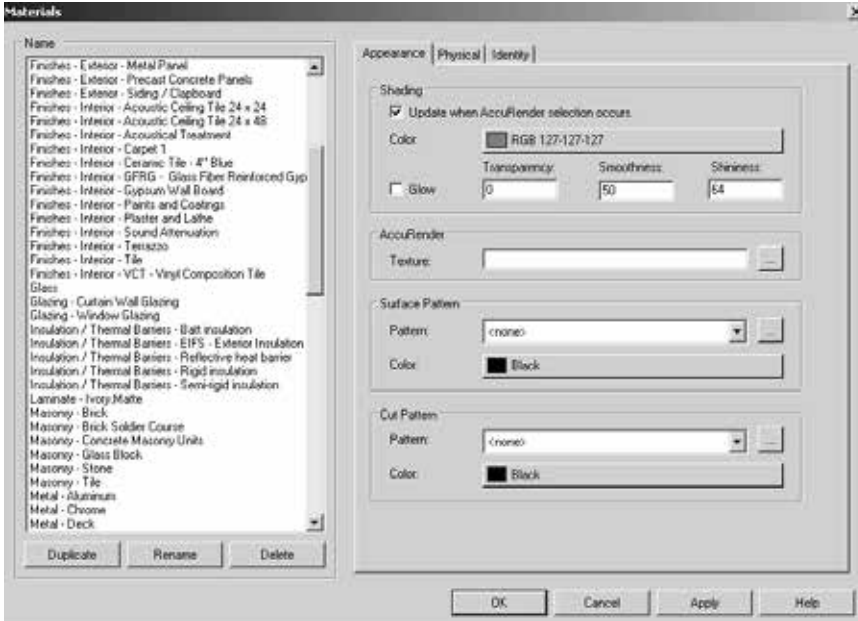 Materials
Name
Finishes - Exterior - Metal Panel
Finishes - Exterior - Precast Concrete Panels
Finishes - Exterior - Siding / Clapboard
Finishes - Interior - Acoustic Ceiling Tile 24 x 24
Finishes - Interior - Acoustic Ceiling Tile 24 x 48
Finishes - Interior - Acoustical Treatment
Finishes - Interior - Carpet 1
Finishes - Interior - Ceramic Tile - 4" Blue
Finishes - Interior - GFRG - Glass Fiber Reinforced Gyp
Finishes - Interior - Gypsum Wall Board
Finishes - Interior - Paints and Coatings
Finishes - Interior - Plaster and Lathe
Finishes - Interior - Sound Attenuation
Finishes - Interior - Terrazzo
Finishes - Interior - Tile
Finishes - Interior - VCT - Vinyl Composition Tile
Glass
Glazing - Curtain Wall Glazing
Glazing - Window Glazing
Insulation / Thermal Barriers - Batt insulation
Insulation / Thermal Barriers - EIFS - Exterior Insulation
Insulation / Thermal Barriers - Reflective heat barrier
Insulation / Thermal Barriers - Rigid insulation
Insulation / Thermal Barriers - Semi-rigid insulation
Laminate - Ivory,Matte
Masonry - Brick
Masonry - Brick Soldier Course
Masonry - Concrete Masonry Units
Masonry - Glass Block
Masonry - Stone
Masonry - Tile
Metal - Aluminum
Metal - Chrome
Metal - Deck
Duplicate Rename Delete
Appearance Physical Identity
Shading
Update when AccuRender selection occurs
Color RGB 127-127-127
Transparency: Smoothness: Shininess:
Glow 0 50 64
AccuRender
Texture: ...
Surface Pattern
Pattern: <none> ...
Color: Black
Cut Pattern
Pattern: <none> ...
Color: Black
OK Cancel Apply Help